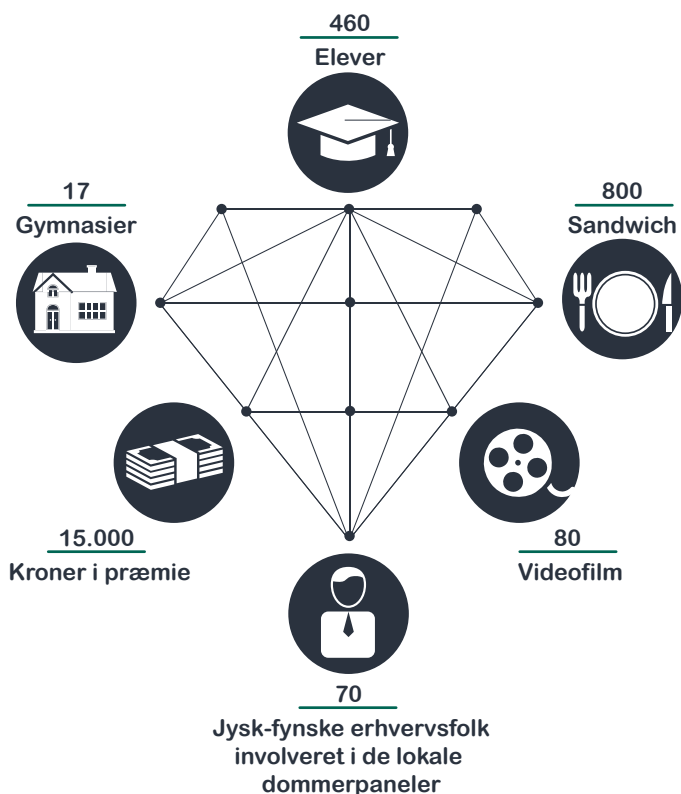 460
Elever
17
Gymnasier
800
Sandwich
15.000
Kroner i præmie
80
Videofilm
70
Jysk-fynske erhvervsfolk
involveret i de lokale
dommerpaneler